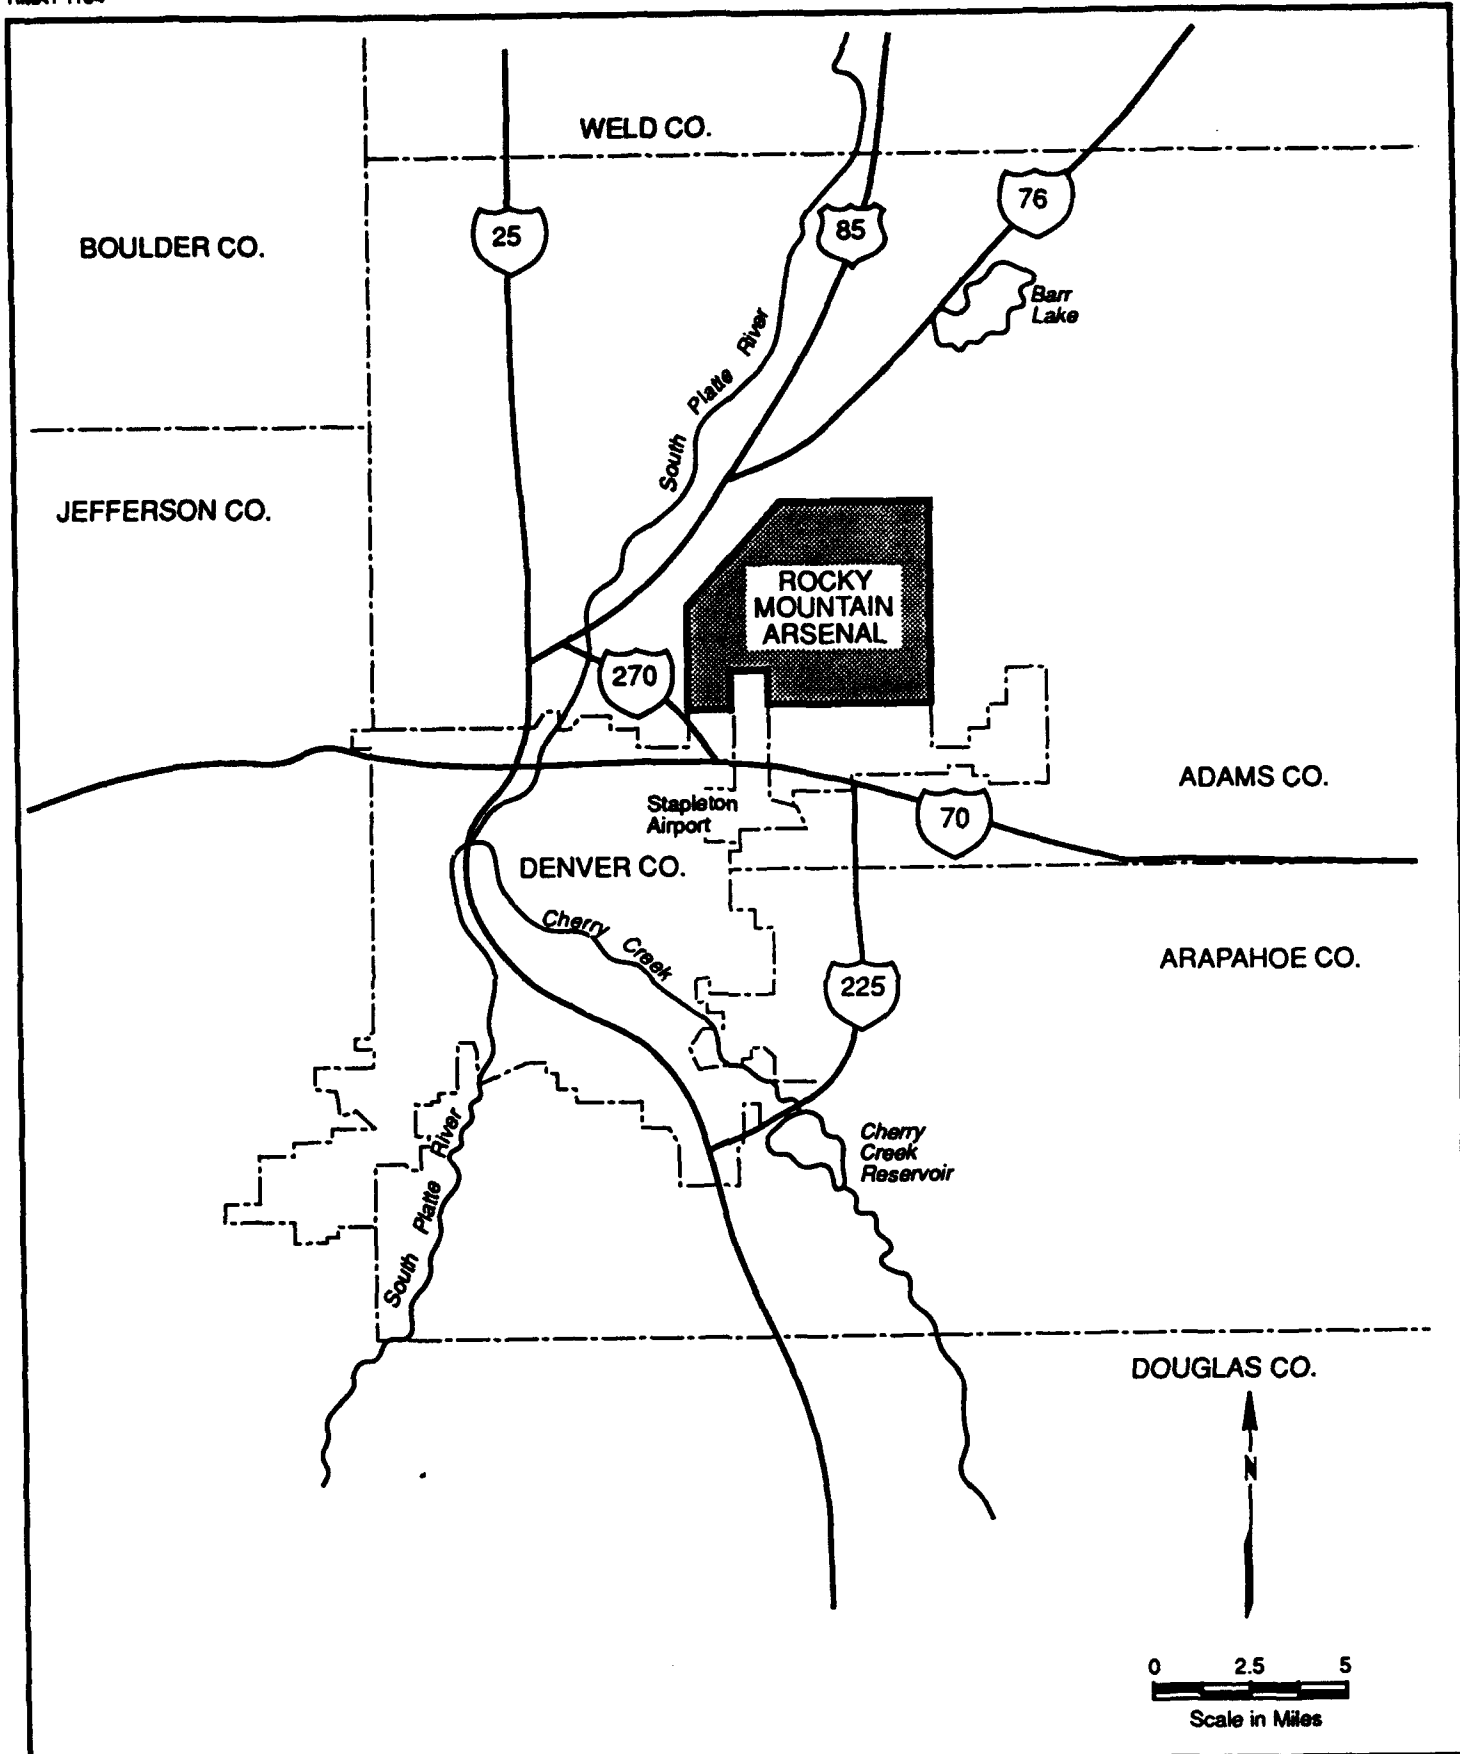 WELD CO.
76
25
85
BOULDER CO.
Barr
Lake
South Platte River
JEFFERSON CO.
ROCKY
MOUNTAIN
ARSENAL
270
ADAMS CO.
Stapleton
Airport
70
DENVER CO.
Cherry Creek
ARAPAHOE CO.
225
Cherry
Creek
Reservoir
South Platte River
DOUGLAS CO.
N
0 2.5 5
Scale in Miles